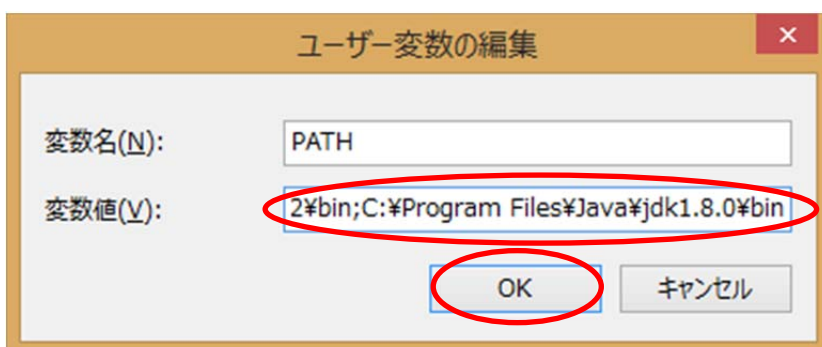 ユーザー変数の編集
×
変数名(N):
PATH
変数値(V):
2¥bin;C:¥Program Files¥Java¥jdk1.8.0¥bin
OK
キャンセル